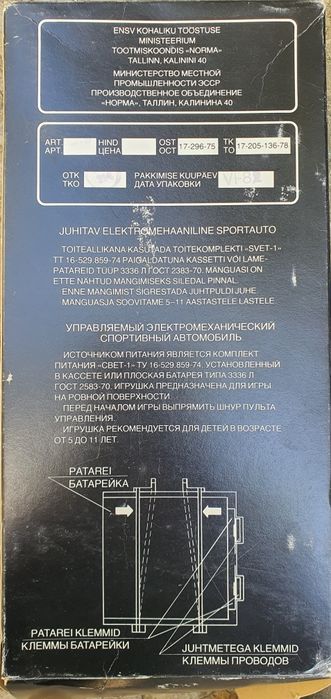 ENSV KOHALIKU TÖÖSTUSE
MINISTEERIUM
TOOTMISKOONDIS «NORMA»
TALLINN, KALININI 40
МИНИСТЕРСТВО МЕСТНОЙ
ПРОМЫШЛЕННОСТИ ЭССР
ПРОИЗВОДСТВЕННОЕ ОБЪЕДИНЕНИЕ
«НОРМА», ТАЛЛИН, КАЛИНИНА 40
ART. HIND OST 17-296-75 TK 17-205-136-78
АРТ. ЦЕНА ОСТ ТО
OTK PAKKIMISE KUUPÄEV
ТКО ДАТА УПАКОВКИ
JUHITAV ELEKTROMEHAANILINE SPORTAUTO
TOITEALLIKANA KASUTADA TOITEKOMPLEKTI «SVET-1»
TT 16-529.859-74 PAIGALDATUNA KASSETTI VÕI LAME-
PATAREID TÜÜP 3336 Л ГОСТ 2383-70. MÄNGUASI ON
ETTE NÄHTUD MÄNGIMISEKS SILEDAL PINNAL.
ENNE MÄNGIMIST SIRGESTADA JUHTPULDI JUHE.
MÄNGUASJA SOOVITAME 5–11 AASTASTELE LASTELE.
УПРАВЛЯЕМЫЙ ЭЛЕКТРОМЕХАНИЧЕСКИЙ
СПОРТИВНЫЙ АВТОМОБИЛЬ
ИСТОЧНИКОМ ПИТАНИЯ ЯВЛЯЕТСЯ КОМПЛЕКТ
ПИТАНИЯ «СВЕТ-1» ТУ 16-529.859-74, УСТАНОВЛЕННЫЙ
В КАССЕТЕ ИЛИ ПЛОСКАЯ БАТАРЕЯ ТИПА 3336 Л
ГОСТ 2583-70. ИГРУШКА ПРЕДНАЗНАЧЕНА ДЛЯ ИГРЫ
НА РОВНОЙ ПОВЕРХНОСТИ.
ПЕРЕД НАЧАЛОМ ИГРЫ ВЫПРЯМИТЬ ШНУР ПУЛЬТА
УПРАВЛЕНИЯ.
ИГРУШКА РЕКОМЕНДУЕТСЯ ДЛЯ ДЕТЕЙ В ВОЗРАСТЕ
ОТ 5 ДО 11 ЛЕТ.
PATAREI
БАТАРЕЙКА
PATAREI KLEMMID
КЛЕММЫ БАТАРЕЙКИ
JUHTMETEGA KLEMMID
КЛЕММЫ ПРОВОДОВ